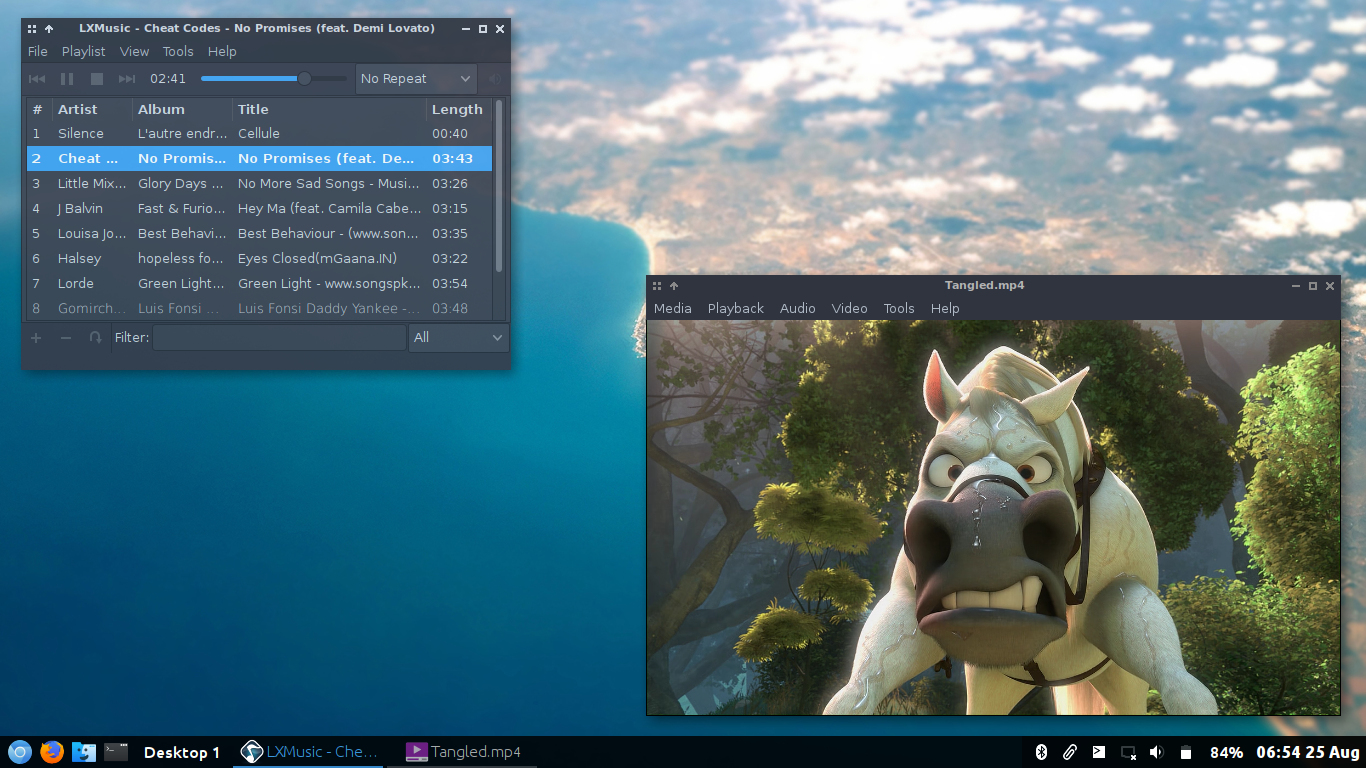 LXMusic - Cheat Codes - No Promises (feat. Demi Lovato)
File Playlist View Tools Help
02:41 No Repeat
# Artist Album Title Length
1 Silence L'autre endr... Cellule 00:40
2 Cheat ... No Promis... No Promises (feat. De... 03:43
3 Little Mix... Glory Days ... No More Sad Songs - Musi... 03:26
4 J Balvin Fast & Furio... Hey Ma (feat. Camila Cabe... 03:15
5 Louisa Jo... Best Behavi... Best Behaviour - (www.son... 03:35
6 Halsey hopeless fo... Eyes Closed(mGaana.IN) 03:22
7 Lorde Green Light... Green Light - www.songspk... 03:54
8 Gomirch... Luis Fonsi ... Luis Fonsi Daddy Yankee -... 03:48
Filter: All
Tangled.mp4
Media Playback Audio Video Tools Help
Desktop 1 LXMusic - Che... Tangled.mp4 84% 06:54 25 Aug